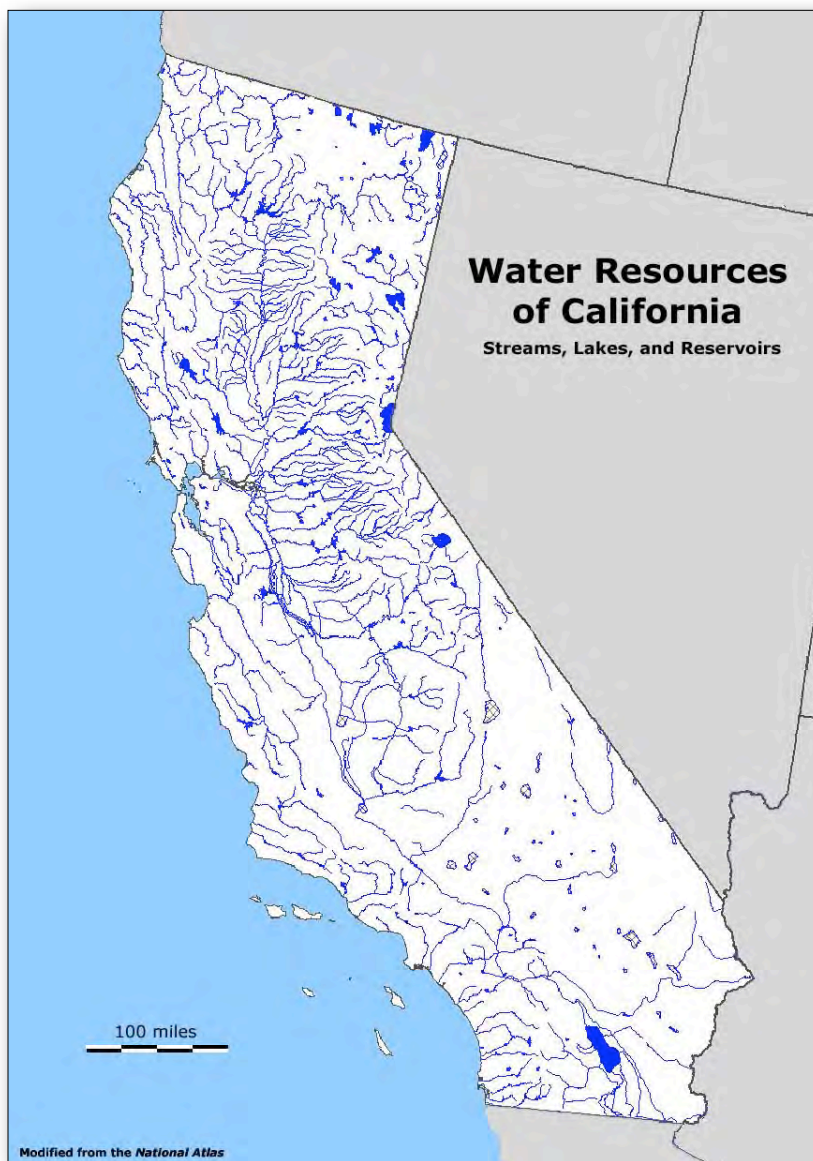 Water Resources
of California
Streams, Lakes, and Reservoirs
100 miles
Modified from the National Atlas